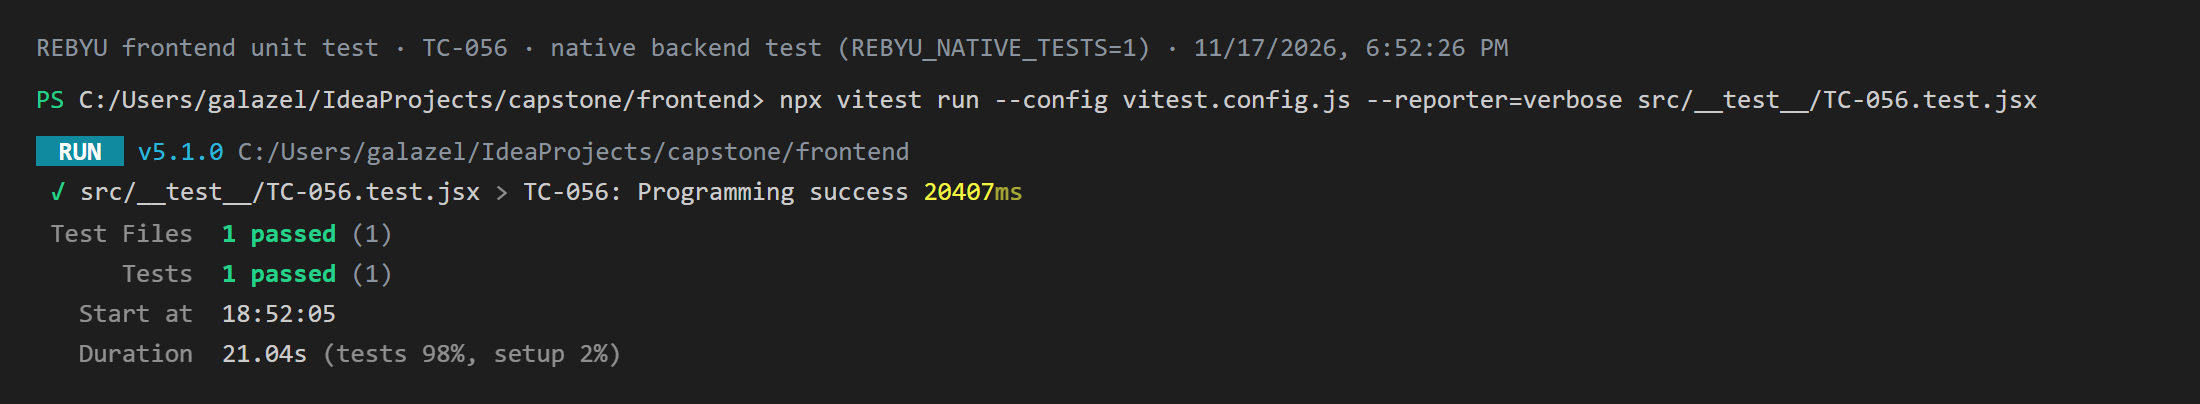 REBYU frontend unit test · TC-056 · native backend test (REBYU_NATIVE_TESTS=1) · 11/17/2026, 6:52:26 PM
PS C:/Users/galazel/IdeaProjects/capstone/frontend> npx vitest run --config vitest.config.js --reporter=verbose src/__test__/TC-056.test.jsx
RUN v5.1.0 C:/Users/galazel/IdeaProjects/capstone/frontend
√ src/__test__/TC-056.test.jsx > TC-056: Programming success 20407ms
Test Files 1 passed (1)
Tests 1 passed (1)
Start at 18:52:05
Duration 21.04s (tests 98%, setup 2%)